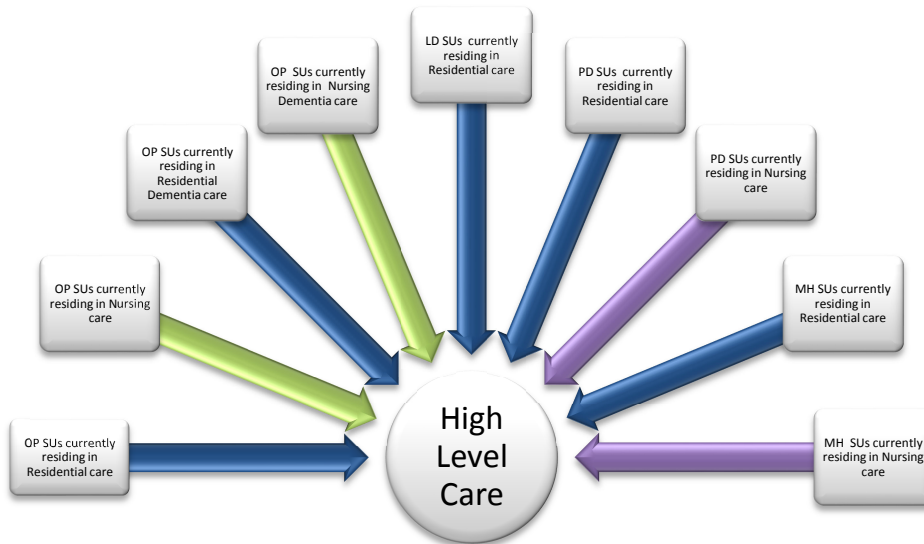 LD SUs currently
residing in
Residential care
OP SUs currently
residing in Nursing
Dementia care
PD SUs currently
residing in
Residential care
OP SUs currently
residing in
Residential
Dementia care
PD SUs currently
residing in Nursing
care
OP SUs currently
residing in Nursing
care
MH SUs currently
residing in
Residential care
OP SUs currently
residing in
Residential care
MH SUs currently
residing in Nursing
care
High
Level
Care